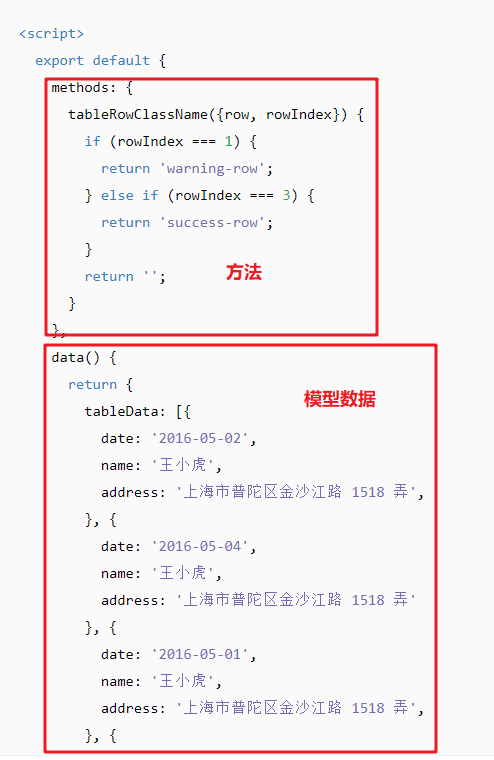 <script>
  export default {
    methods: {
      tableRowClassName({row, rowIndex}) {
        if (rowIndex === 1) {
          return 'warning-row';
        } else if (rowIndex === 3) {
          return 'success-row';
        }
        return '';
方法
      }
    },
    data() {
      return {
模型数据
        tableData: [{
          date: '2016-05-02',
          name: '王小虎',
          address: '上海市普陀区金沙江路 1518 弄',
        }, {
          date: '2016-05-04',
          name: '王小虎',
          address: '上海市普陀区金沙江路 1518 弄'
        }, {
          date: '2016-05-01',
          name: '王小虎',
          address: '上海市普陀区金沙江路 1518 弄',
        }, {